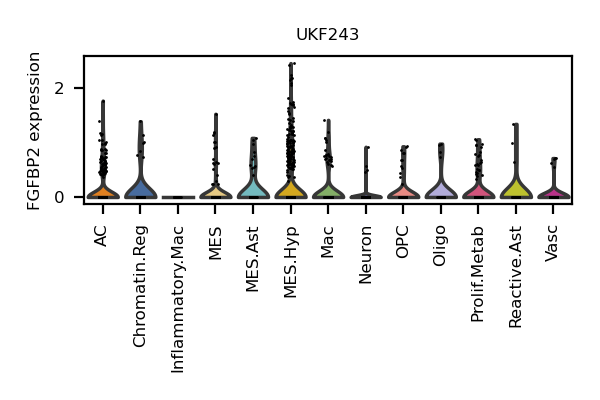 UKF243
FGFBP2 expression
2
0
AC
Chromatin.Reg
Inflammatory.Mac
MES
MES.Ast
MES.Hyp
Mac
Neuron
OPC
Oligo
Prolif.Metab
Reactive.Ast
Vasc